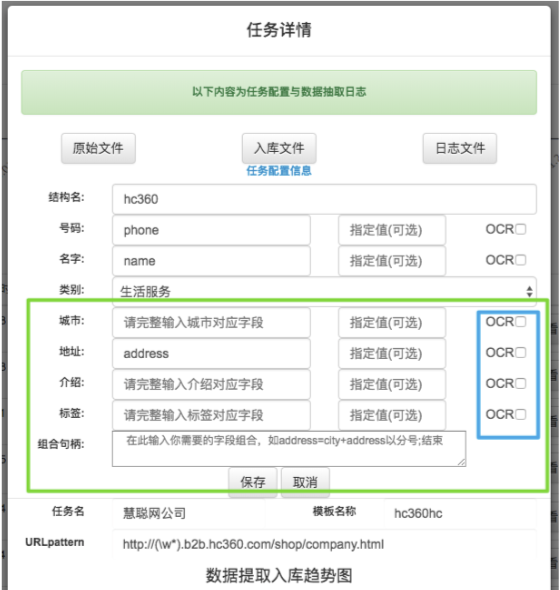 任务详情
以下内容为任务配置与数据抽取日志
原始文件 入库文件 日志文件
任务配置信息
结构名: hc360
号码: phone 指定值(可选) OCR
名字: name 指定值(可选) OCR
类别: 生活服务
城市: 请完整输入城市对应字段 指定值(可选) OCR
地址: address 指定值(可选) OCR
介绍: 请完整输入介绍对应字段 指定值(可选) OCR
标签: 请完整输入标签对应字段 指定值(可选) OCR
组合句柄: 在此输入你需要的字段组合，如address=city+address以分号;结束
保存 取消
任务名 慧聪网公司 模板名称 hc360hc
URLpattern http://(\w*).b2b.hc360.com/shop/company.html
数据提取入库趋势图